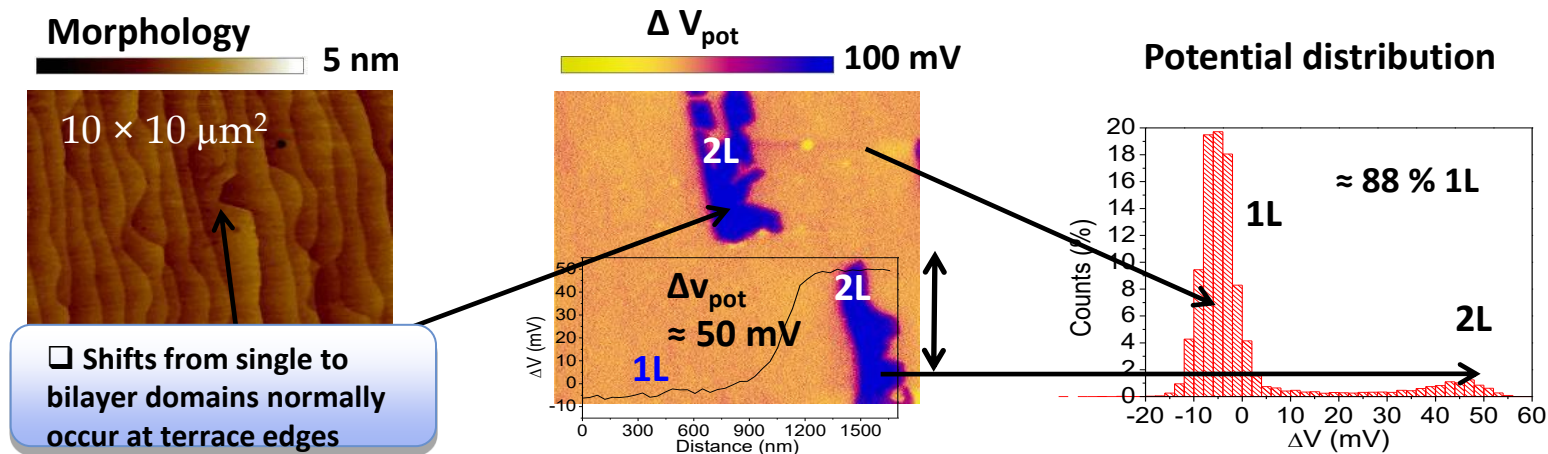 Morphology
5 nm
10 × 10 µm²
❑ Shifts from single to
bilayer domains normally
occur at terrace edges
Δ V_pot
100 mV
2L
50
40
30
20
10
0
-10
ΔV (mV)
Δv_pot
≈ 50 mV
1L
2L
0 300 600 900 1200 1500
Distance (nm)
Potential distribution
20
18
16
14
12
10
8
6
4
2
0
Counts (%)
≈ 88 % 1L
1L
2L
-20 -10 0 10 20 30 40 50 60
ΔV (mV)